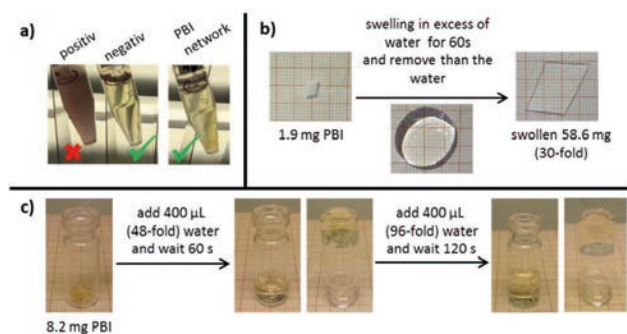 a)
positiv
negativ
PBI
network
b)
swelling in excess of
water for 60s
and remove than the
water
1.9 mg PBI
swollen 58.6 mg
(30-fold)
c)
add 400 µL
(48-fold) water
and wait 60 s
add 400 µL
(96-fold) water
and wait 120 s
8.2 mg PBI